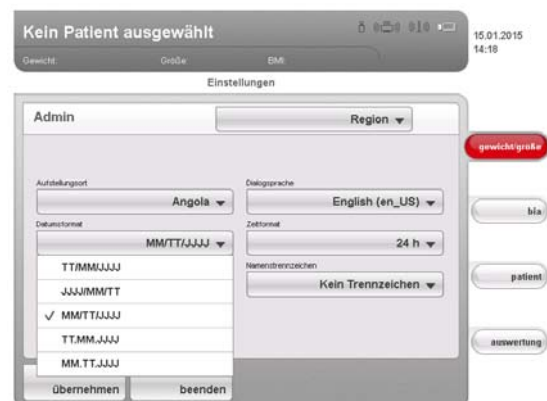 Kein Patient ausgewählt
15.01.2015
14:18
Gewicht: Größe: BMI:
Einstellungen
Admin
Region
gewicht/größe
Aufstellungsort
Dialogsprache
Angola
English (en_US)
bia
Datumsformat
Zeitformat
MM/TT/JJJJ
24 h
TT/MM/JJJJ
Namenstrennzeichen
Kein Trennzeichen
patient
JJJJ/MM/TT
MM/TT/JJJJ
TT.MM.JJJJ
auswertung
MM.TT.JJJJ
übernehmen
beenden